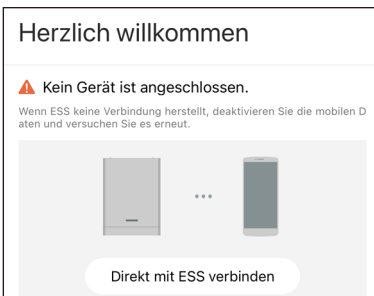 Herzlich willkommen
Kein Gerät ist angeschlossen.
Wenn ESS keine Verbindung herstellt, deaktivieren Sie die mobilen D
aten und versuchen Sie es erneut.
Direkt mit ESS verbinden